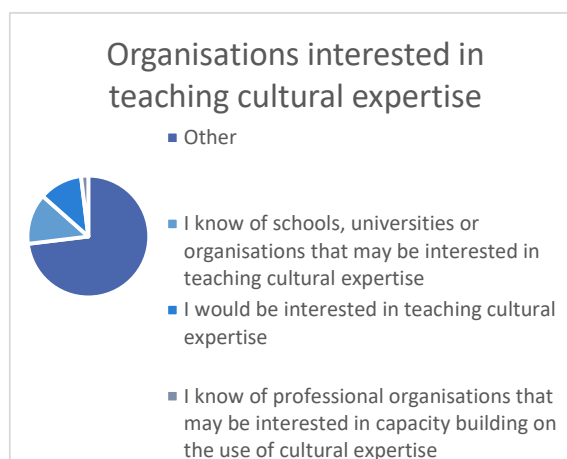 Organisations interested in
teaching cultural expertise
Other
I know of schools, universities or
organisations that may be interested in
teaching cultural expertise
I would be interested in teaching cultural
expertise
I know of professional organisations that
may be interested in capacity building on
the use of cultural expertise